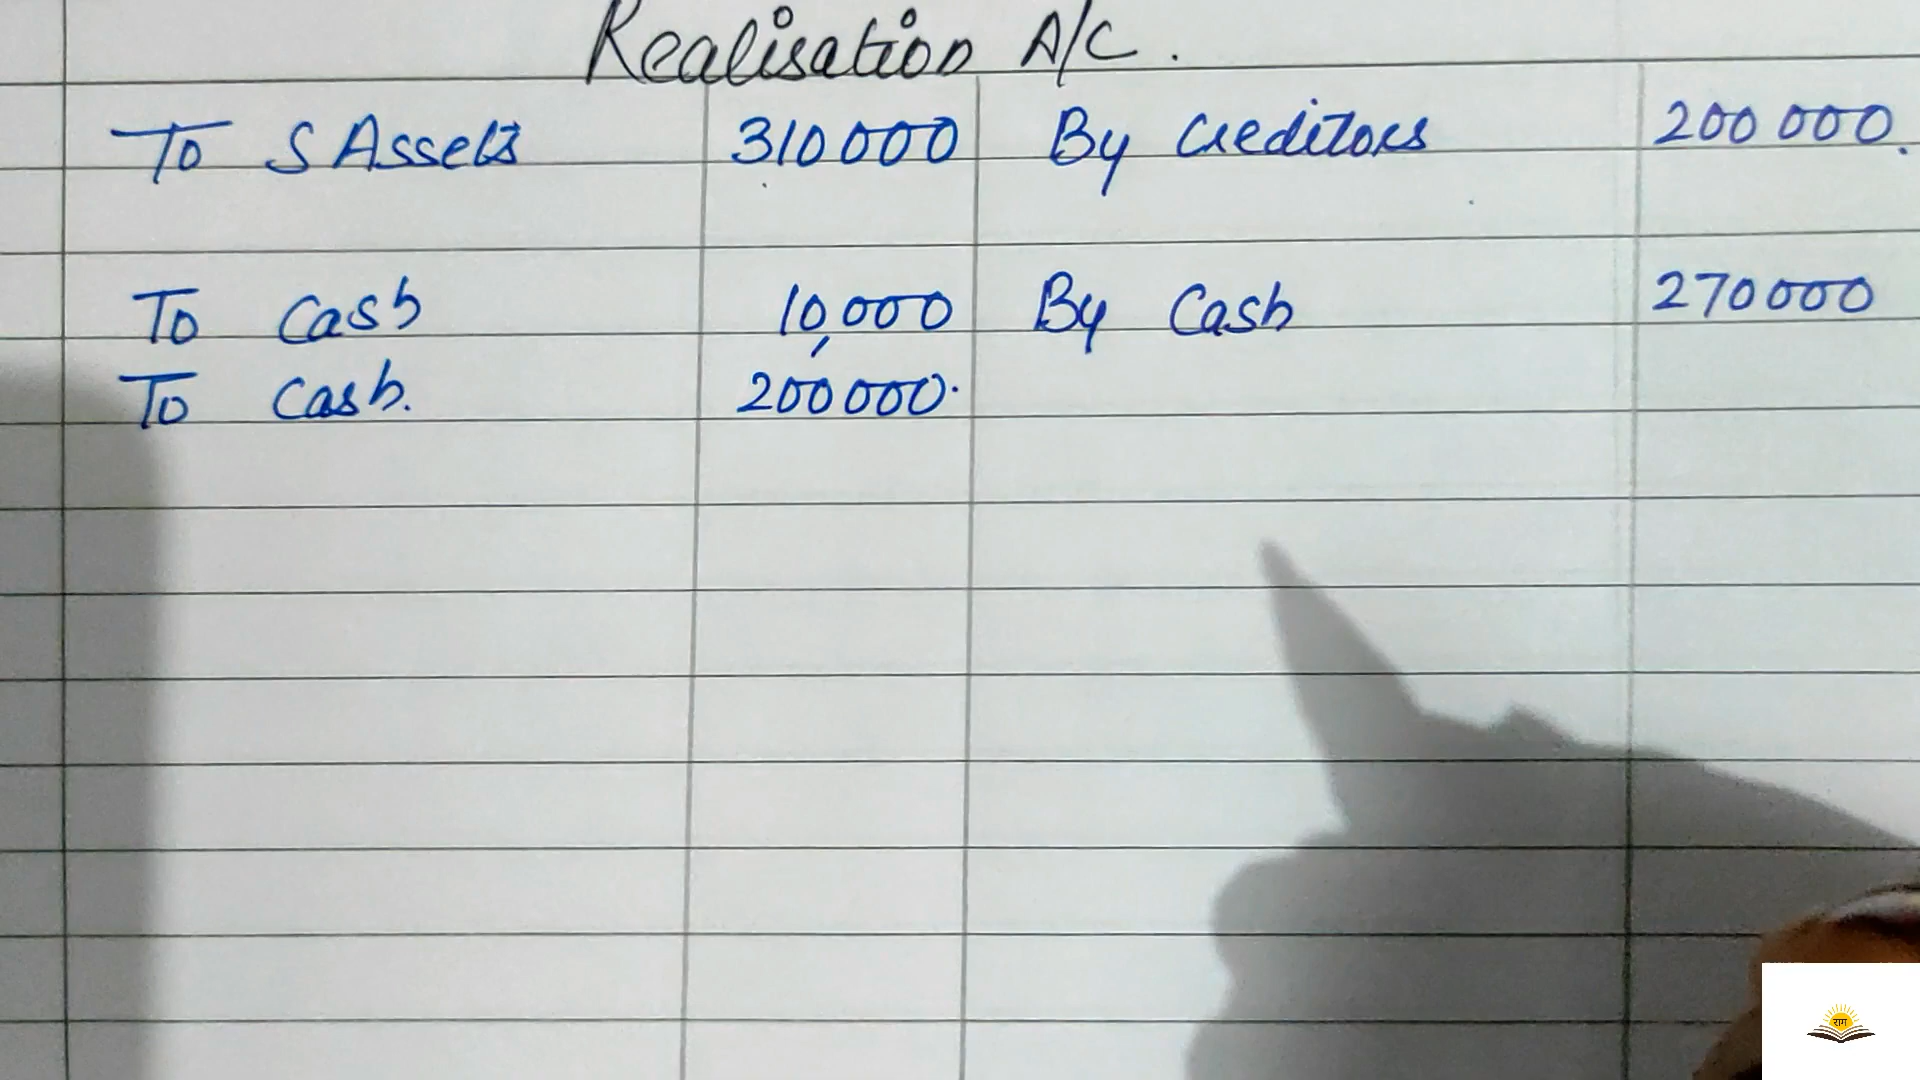 Realisation A/C.
To S Assets 310000 By Creditors 200000.
To Cash 10,000 By Cash 270000
To Cash. 200000.
राग